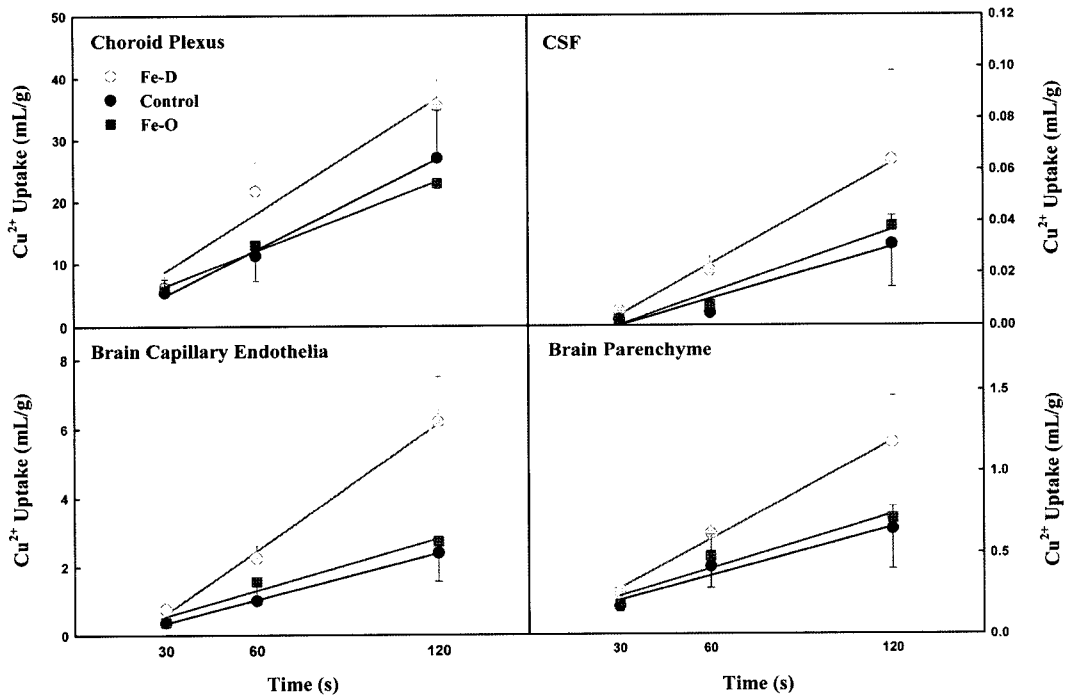 Choroid Plexus
Fe-D
Control
Fe-O
Cu2+ Uptake (mL/g)
50
40
30
20
10
0
CSF
0.12
0.10
0.08
0.06
0.04
0.02
0.00
Cu2+ Uptake (mL/g)
Brain Capillary Endothelia
Cu2+ Uptake (mL/g)
8
6
4
2
0
30
60
120
Time (s)
Brain Parenchyme
1.5
1.0
0.5
0.0
Cu2+ Uptake (mL/g)
30
60
120
Time (s)